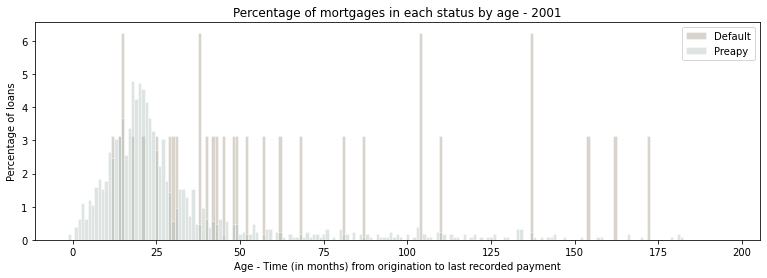 Percentage of mortgages in each status by age - 2001
Default
Preapy
Percentage of loans
6
5
4
3
2
1
0
0 25 50 75 100 125 150 175 200
Age - Time (in months) from origination to last recorded payment